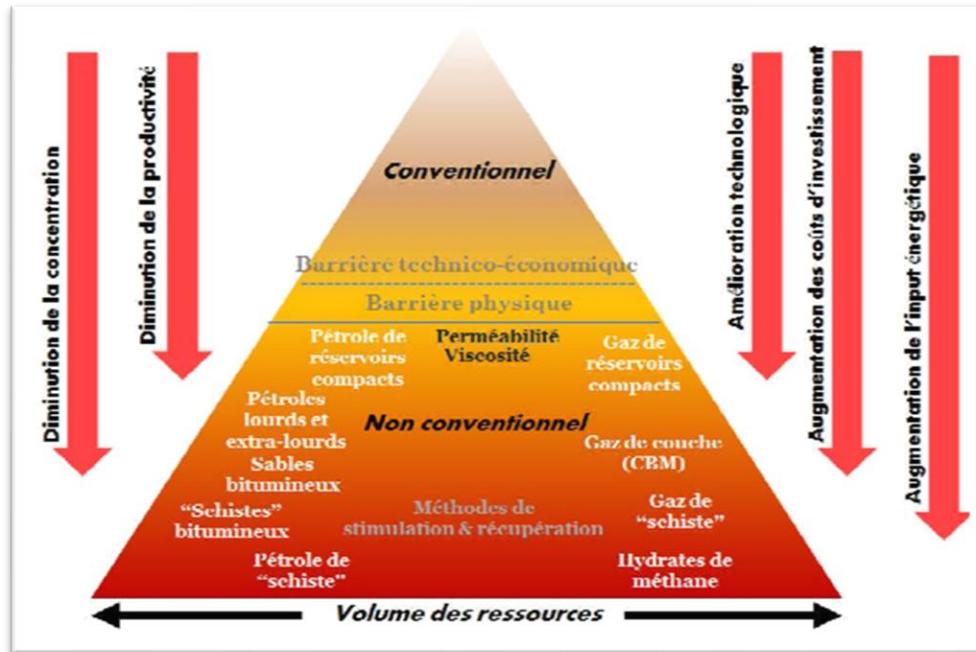 Diminution de la concentration
Diminution de la productivité
Conventionnel
Barrière technico-économique
Barrière physique
Pétrole de
réservoirs
compacts
Perméabilité
Viscosité
Gaz de
réservoirs
compacts
Pétroles
lourds et
extra-lourds
Non conventionnel
Gaz de couche
(CBM)
Sables
bitumineux
"Schistes"
bitumineux
Méthodes de
stimulation & récupération
Gaz de
"schiste"
Pétrole de
"schiste"
Hydrates de
méthane
Volume des ressources
Amélioration technologique
Augmentation des coûts d'investissement
Augmentation de l'input énergétique